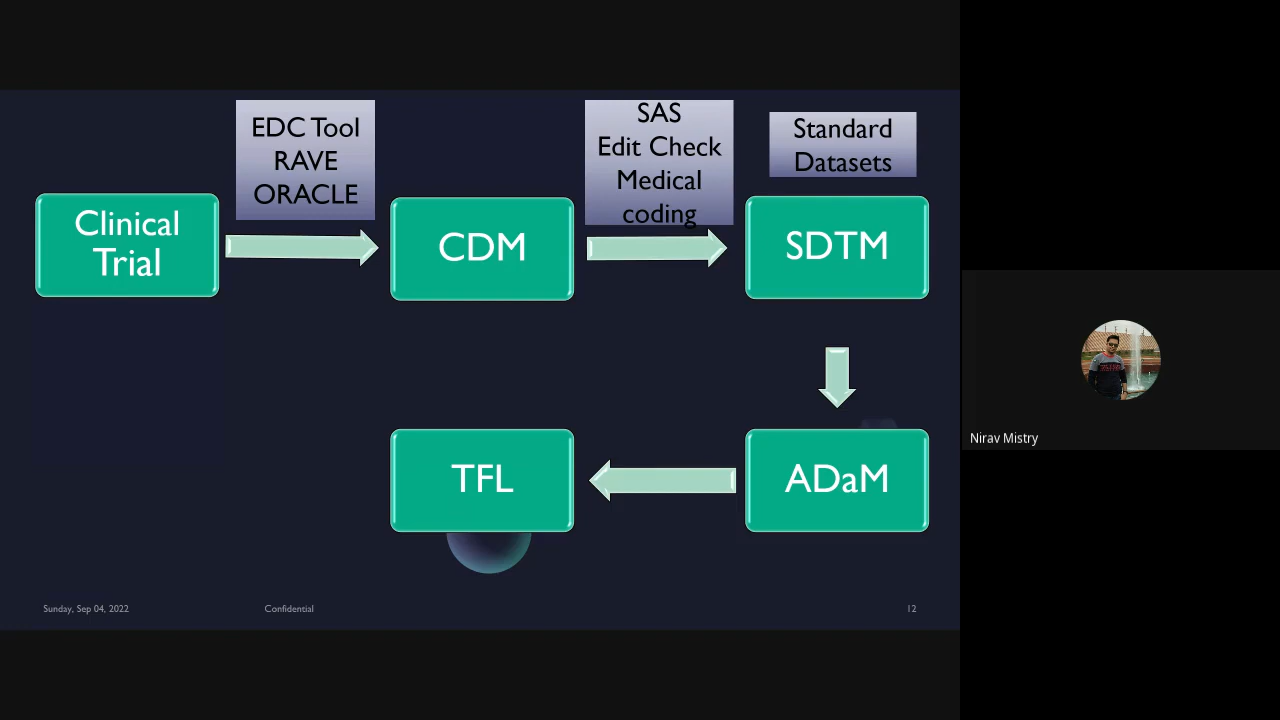 EDC Tool
RAVE
ORACLE
SAS
Edit Check
Medical
coding
Standard
Datasets
Clinical
Trial
CDM
SDTM
TFL
ADaM
Nirav Mistry
Sunday, Sep 04, 2022
Confidential
12